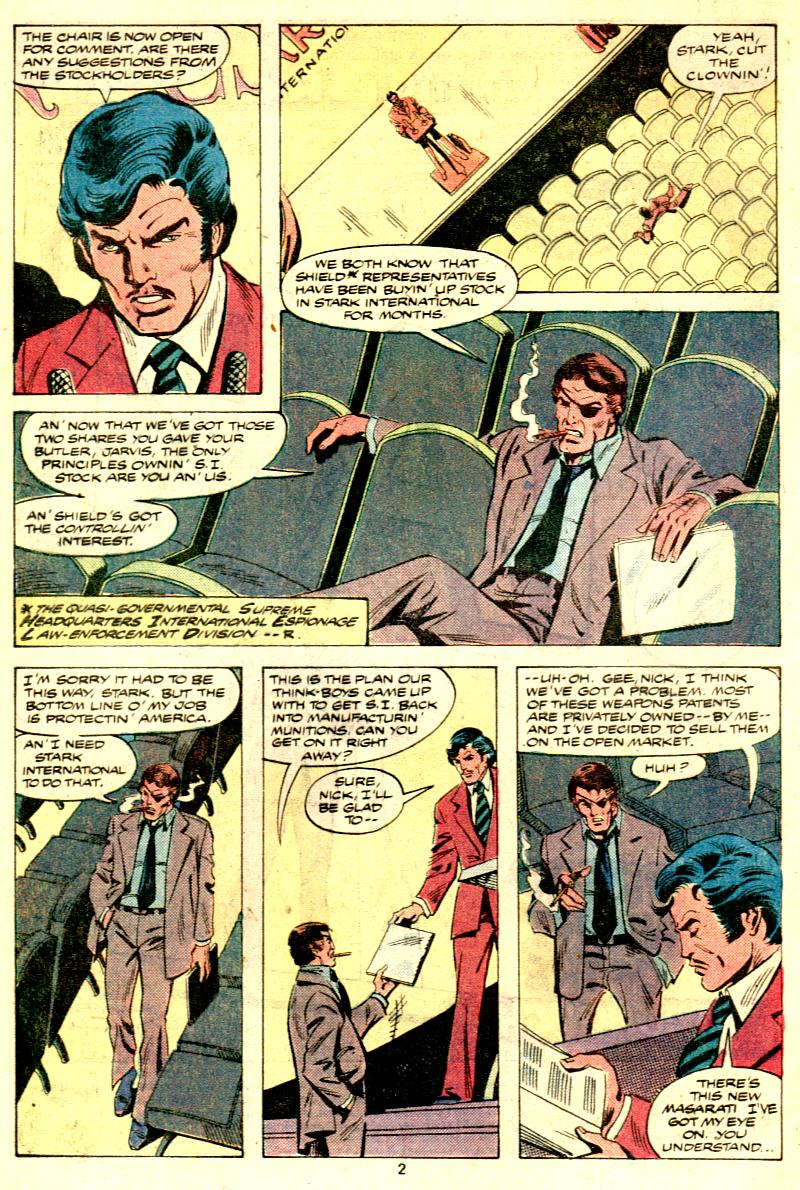 THE CHAIR IS NOW OPEN
FOR COMMENT. ARE THERE
ANY SUGGESTIONS FROM
THE STOCKHOLDERS?
TERNATIO
YEAH,
STARK, CUT
THE
CLOWNIN'!
WE BOTH KNOW THAT
SHIELD* REPRESENTATIVES
HAVE BEEN BUYIN' UP STOCK
IN STARK INTERNATIONAL
FOR MONTHS.
AN' NOW THAT WE'VE GOT THOSE
TWO SHARES YOU GAVE YOUR
BUTLER, JARVIS, THE ONLY
PRINCIPLES OWNIN' S.I.
STOCK ARE YOU AN' US.
AN' SHIELD'S GOT
THE CONTROLLIN'
INTEREST.
* THE QUASI-GOVERNMENTAL SUPREME
HEADQUARTERS INTERNATIONAL ESPIONAGE
LAW-ENFORCEMENT DIVISION -- R.
I'M SORRY IT HAD TO BE
THIS WAY, STARK. BUT THE
BOTTOM LINE O' MY JOB
IS PROTECTIN' AMERICA.
AN' I NEED
STARK
INTERNATIONAL
TO DO THAT.
THIS IS THE PLAN OUR
THINK-BOYS CAME UP
WITH TO GET S.I. BACK
INTO MANUFACTURIN'
MUNITIONS. CAN YOU
GET ON IT RIGHT
AWAY?
SURE,
NICK, I'LL
BE GLAD
TO--
--UH-OH. GEE, NICK, I THINK
WE'VE GOT A PROBLEM. MOST
OF THESE WEAPONS PATENTS
ARE PRIVATELY OWNED--BY ME--
AND I'VE DECIDED TO SELL THEM
ON THE OPEN MARKET.
HUH?
THERE'S
THIS NEW
MASARATI I'VE
GOT MY EYE
ON. YOU
UNDERSTAND...
2